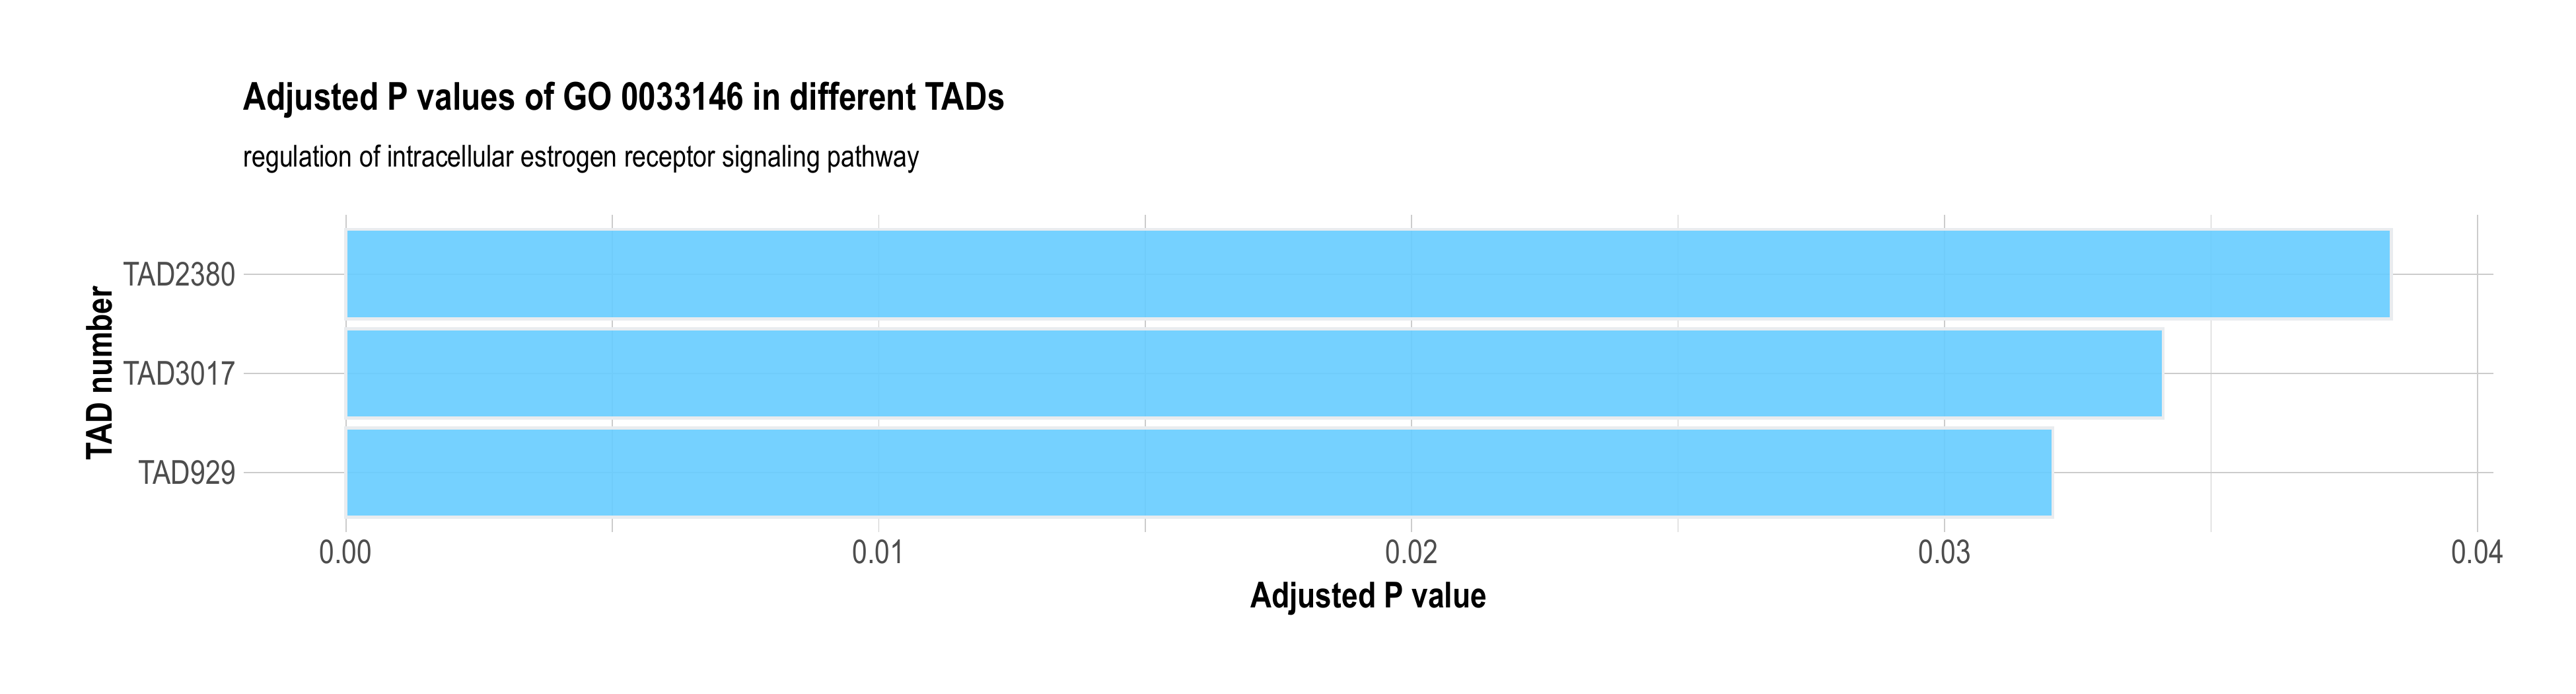 Adjusted P values of GO 0033146 in different TADs
regulation of intracellular estrogen receptor signaling pathway
TAD number
TAD2380
TAD3017
TAD929
0.00 0.01 0.02 0.03 0.04
Adjusted P value